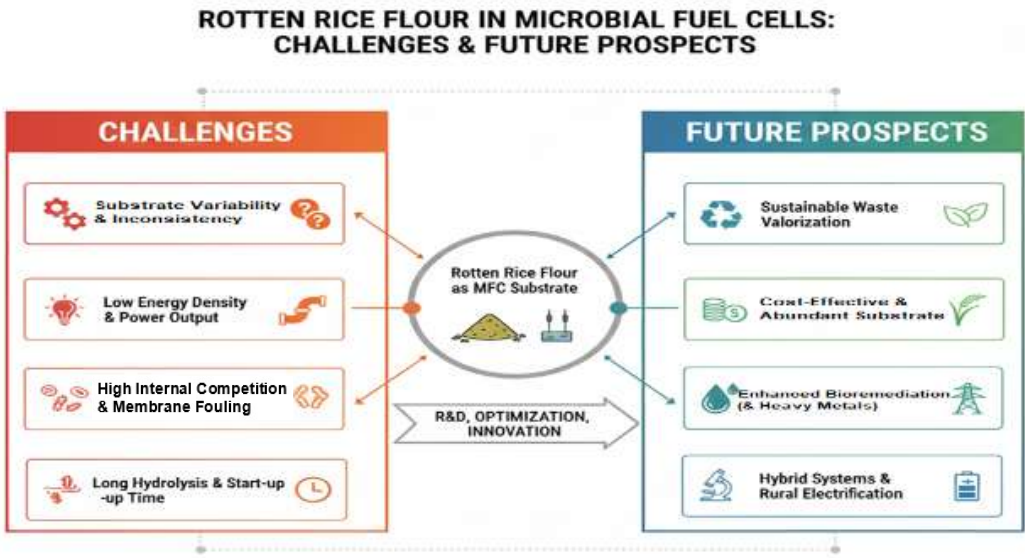 ROTTEN RICE FLOUR IN MICROBIAL FUEL CELLS:
CHALLENGES & FUTURE PROSPECTS
CHALLENGES
Substrate Variability
& Inconsistency
Low Energy Density
& Power Output
High Internal Competition
& Membrane Fouling
Long Hydrolysis & Start-up
-up Time
Rotten Rice Flour
as MFC Substrate
R&D, OPTIMIZATION,
INNOVATION
FUTURE PROSPECTS
Sustainable Waste
Valorization
Cost-Effective &
Abundant Substrate
Enhanced Bioremediation
(& Heavy Metals)
Hybrid Systems &
Rural Electrification